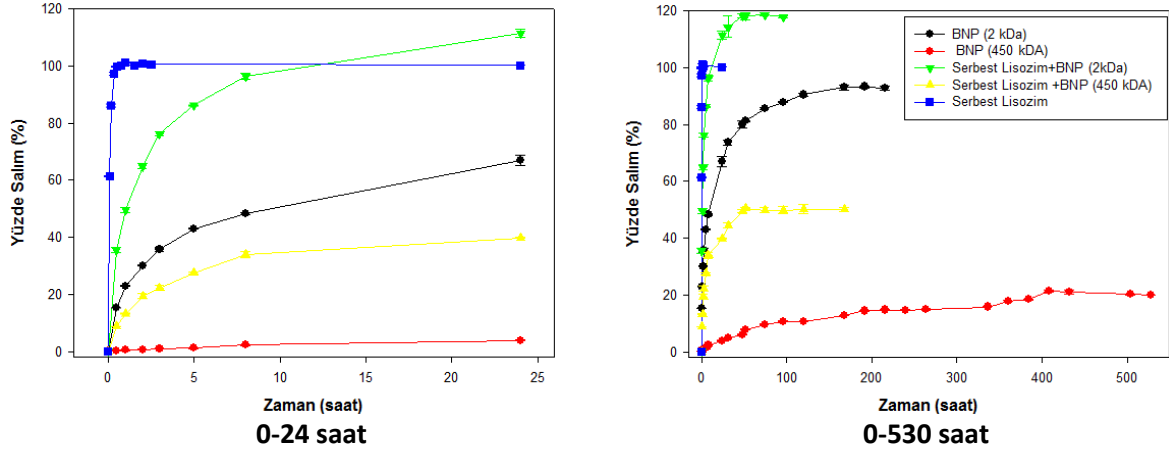 120
100
80
60
40
20
0
Yüzde Salım (%)
0
5
10
15
20
25
Zaman (saat)
0-24 saat
120
100
80
60
40
20
0
Yüzde Salım (%)
0
100
200
300
400
500
Zaman (saat)
0-530 saat
BNP (2 kDa)
BNP (450 kDA)
Serbest Lisozim+BNP (2kDa)
Serbest Lisozim +BNP (450 kDA)
Serbest Lisozim